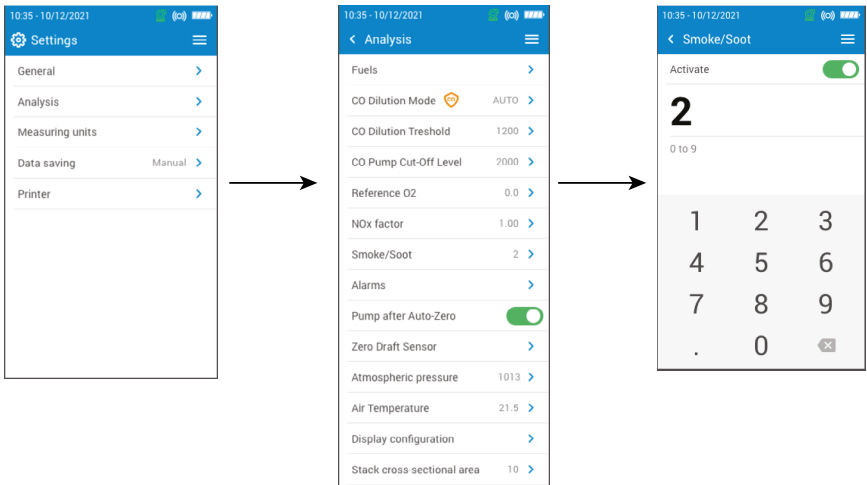 10:35 - 10/12/2021
Settings
General
Analysis
Measuring units
Data saving Manual
Printer
10:35 - 10/12/2021
Analysis
Fuels
CO Dilution Mode AUTO
CO Dilution Treshold 1200
CO Pump Cut-Off Level 2000
Reference O2 0.0
NOx factor 1.00
Smoke/Soot 2
Alarms
Pump after Auto-Zero
Zero Draft Sensor
Atmospheric pressure 1013
Air Temperature 21.5
Display configuration
Stack cross-sectional area 10
10:35 - 10/12/2021
Smoke/Soot
Activate
2
0 to 9
1 2 3
4 5 6
7 8 9
. 0